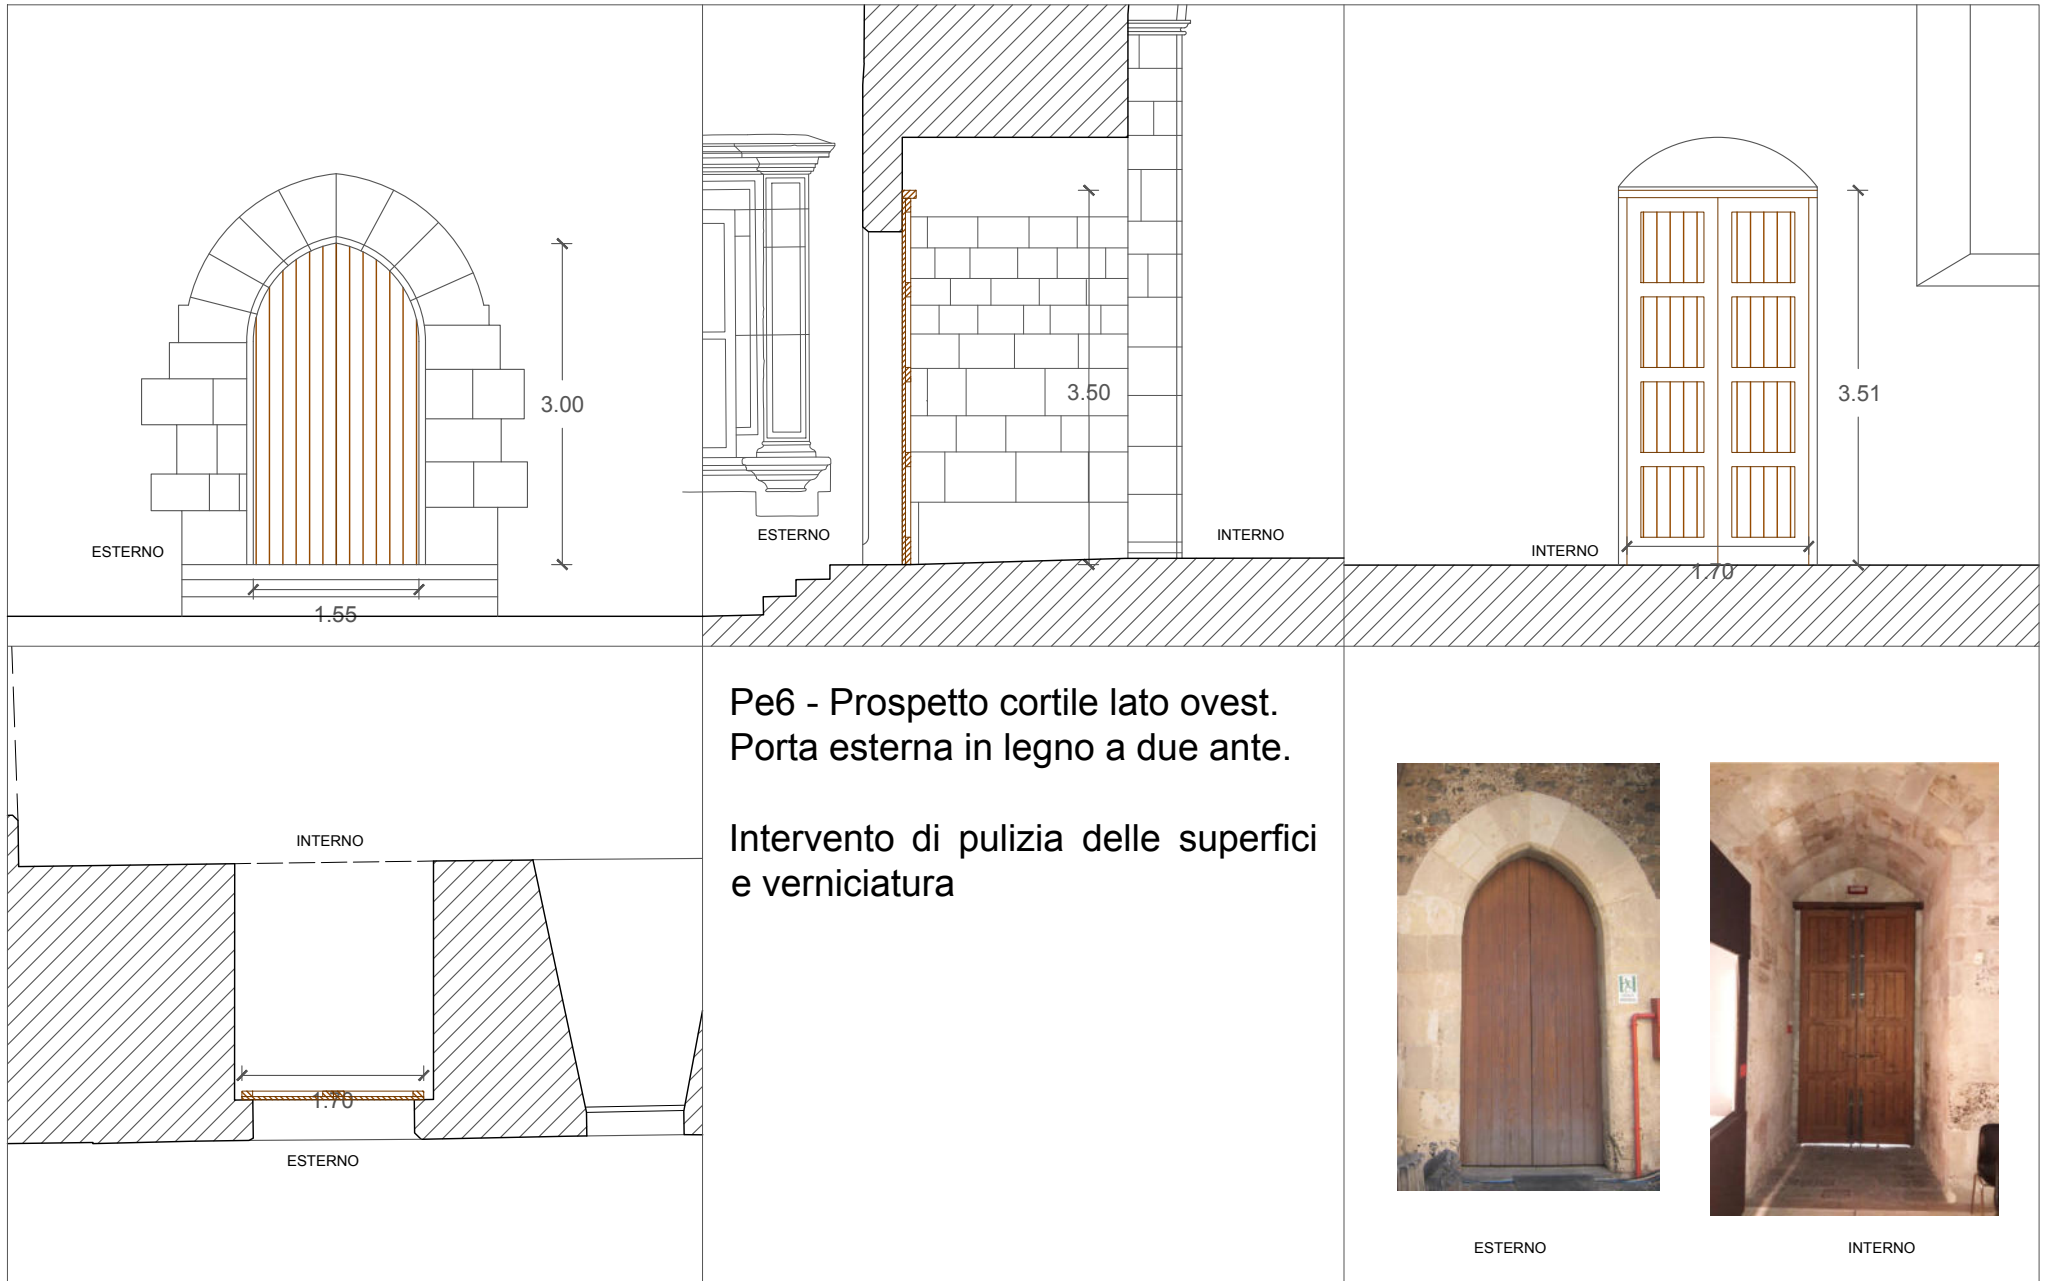 3.00
ESTERNO
1.55
3.50
ESTERNO
INTERNO
3.51
INTERNO
1.70
INTERNO
1.70
ESTERNO
Pe6 - Prospetto cortile lato ovest.
Porta esterna in legno a due ante.
Intervento di pulizia delle superfici
e verniciatura
ESTERNO
INTERNO